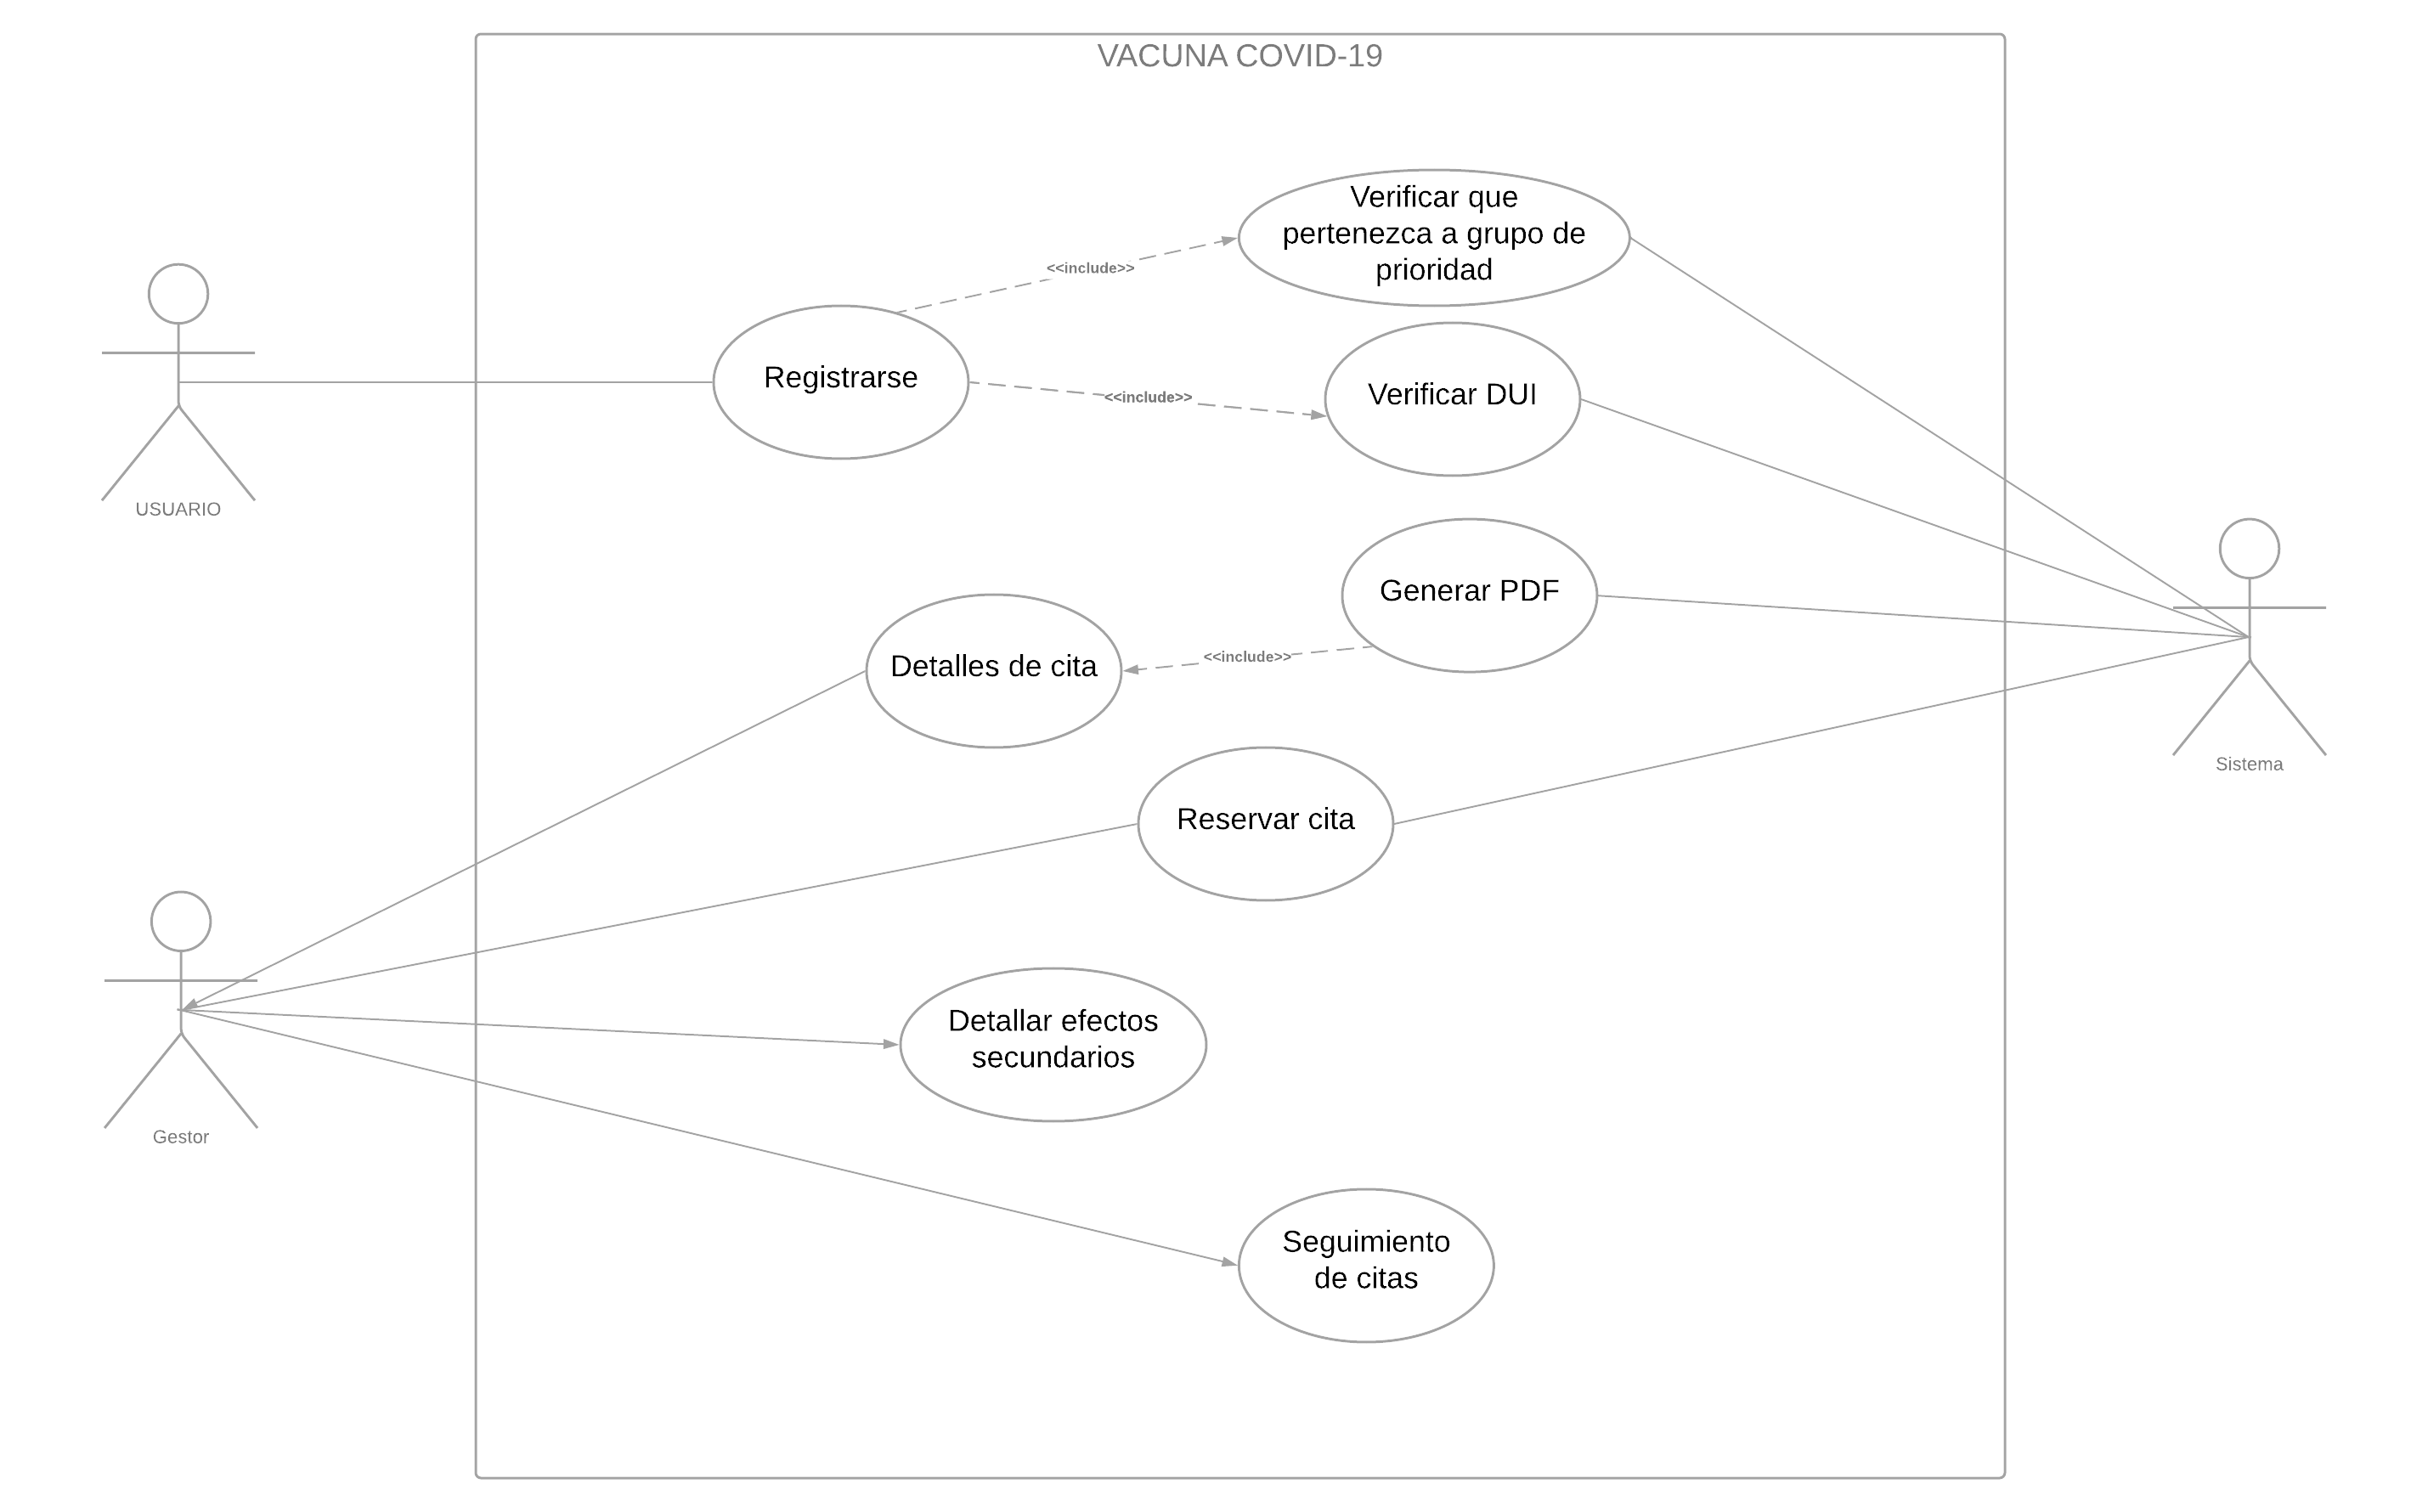 VACUNA COVID-19
Verificar que
pertenezca a grupo de
prioridad
<<include>>
Registrarse
<<include>>
Verificar DUI
USUARIO
Generar PDF
Detalles de cita
<<include>>
Sistema
Reservar cita
Detallar efectos
secundarios
Gestor
Seguimiento
de citas